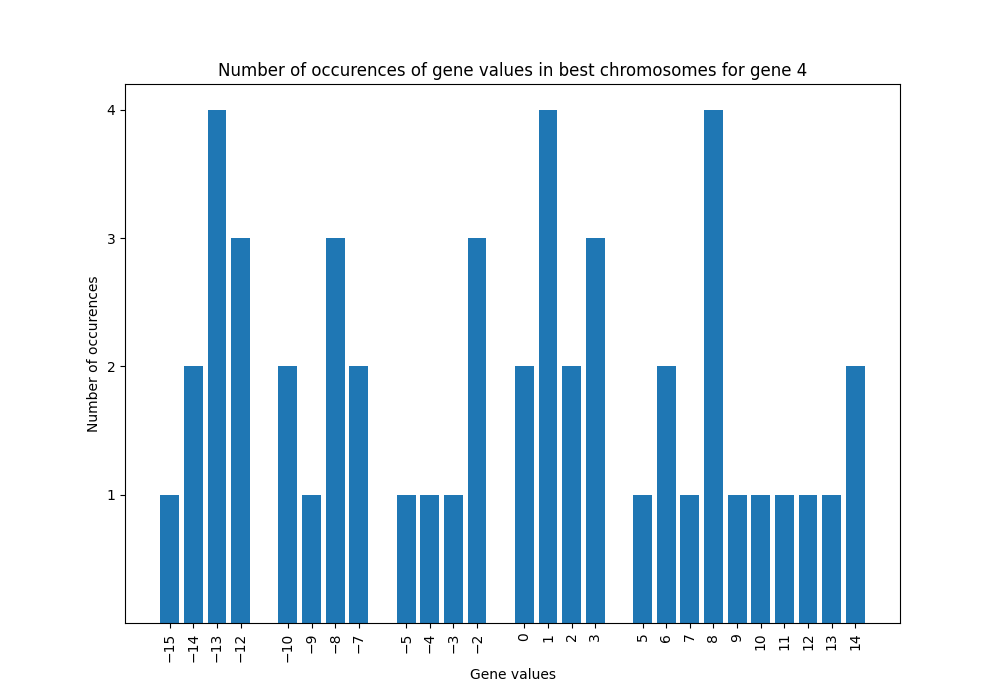 Number of occurences of gene values in best chromosomes for gene 4
Number of occurences
4
3
2
1
−15 −14 −13 −12 −10 −9 −8 −7 −5 −4 −3 −2 0 1 2 3 5 6 7 8 9 10 11 12 13 14
Gene values